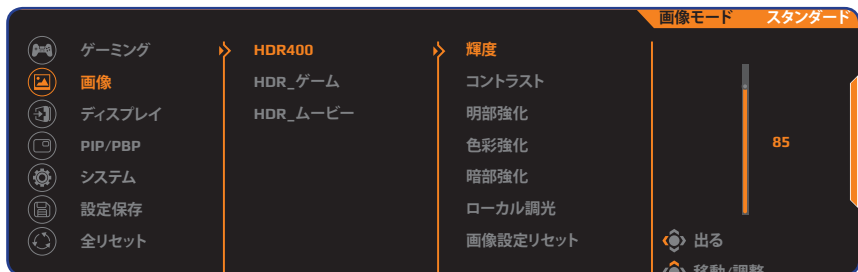 画像モード スタンダード
ゲーミング
画像
ディスプレイ
PIP/PBP
システム
設定保存
全リセット
HDR400
HDR_ゲーム
HDR_ムービー
輝度
コントラスト
明部強化
色彩強化
暗部強化
ローカル調光
画像設定リセット
85
出る
移動/調整